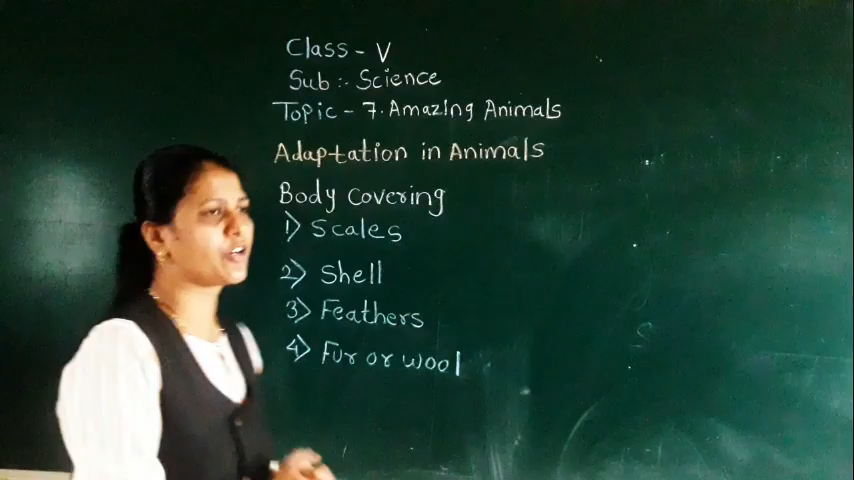 Class - V
Sub :- Science
Topic - 7. Amazing Animals
Adaptation in Animals
Body Covering
1) Scales
2) Shell
3) Feathers
4) Fur or wool